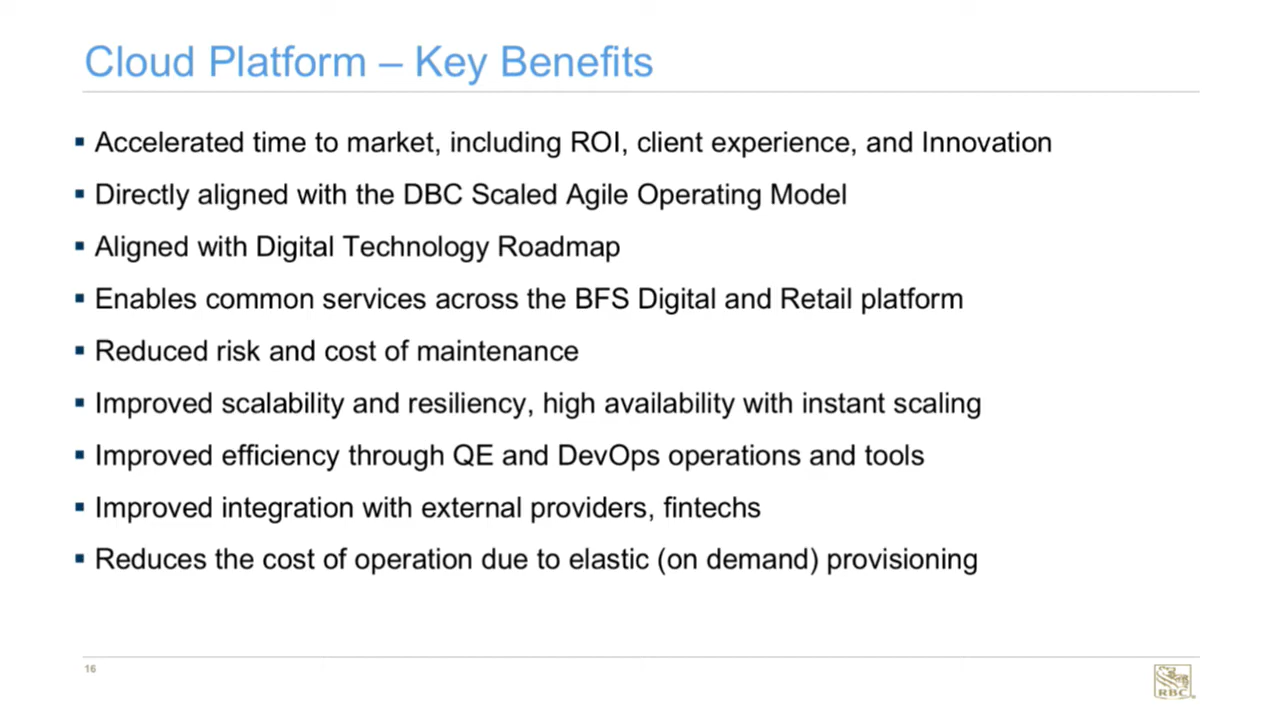 Cloud Platform – Key Benefits
▪ Accelerated time to market, including ROI, client experience, and Innovation
▪ Directly aligned with the DBC Scaled Agile Operating Model
▪ Aligned with Digital Technology Roadmap
▪ Enables common services across the BFS Digital and Retail platform
▪ Reduced risk and cost of maintenance
▪ Improved scalability and resiliency, high availability with instant scaling
▪ Improved efficiency through QE and DevOps operations and tools
▪ Improved integration with external providers, fintechs
▪ Reduces the cost of operation due to elastic (on demand) provisioning
16
RBC